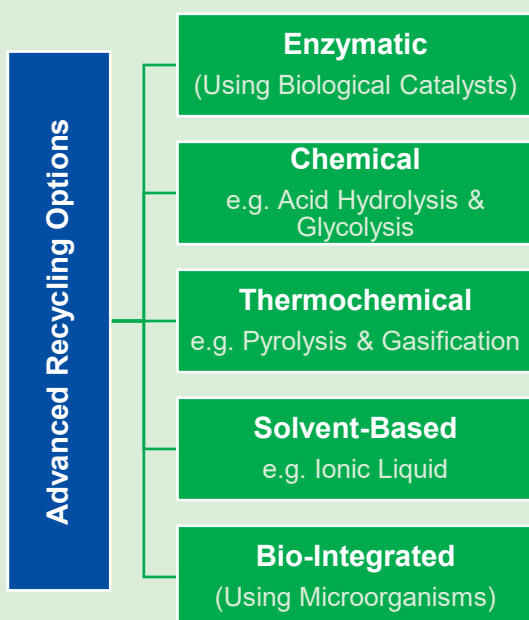 Advanced Recycling Options
Enzymatic
(Using Biological Catalysts)
Chemical
e.g. Acid Hydrolysis &
Glycolysis
Thermochemical
e.g. Pyrolysis & Gasification
Solvent-Based
e.g. Ionic Liquid
Bio-Integrated
(Using Microorganisms)